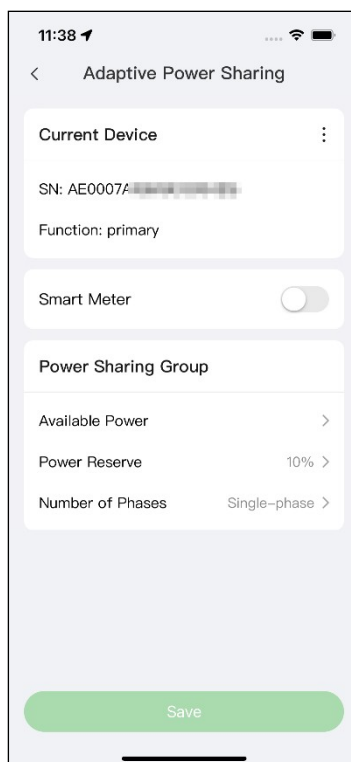 11:38
Adaptive Power Sharing
Current Device
SN: AE0007A
Function: primary
Smart Meter
Power Sharing Group
Available Power
Power Reserve 10%
Number of Phases Single-phase
Save